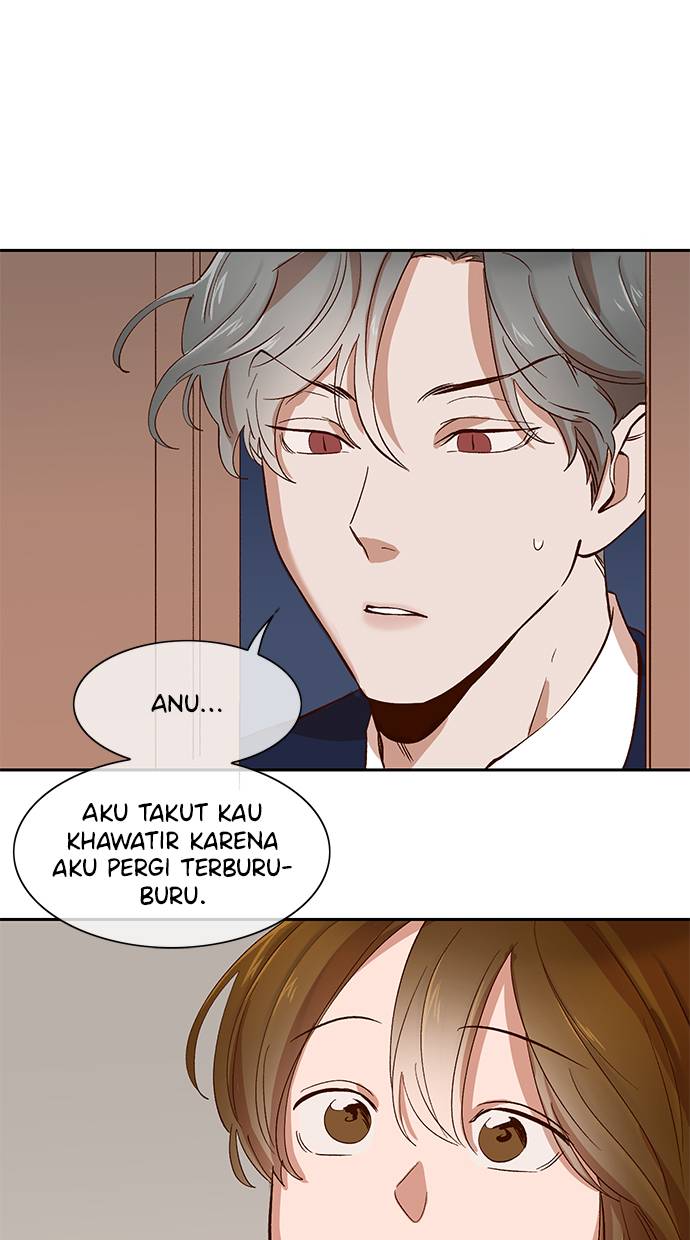 ANU...
AKU TAKUT KAU
KHAWATIR KARENA
AKU PERGI TERBURU-
BURU.